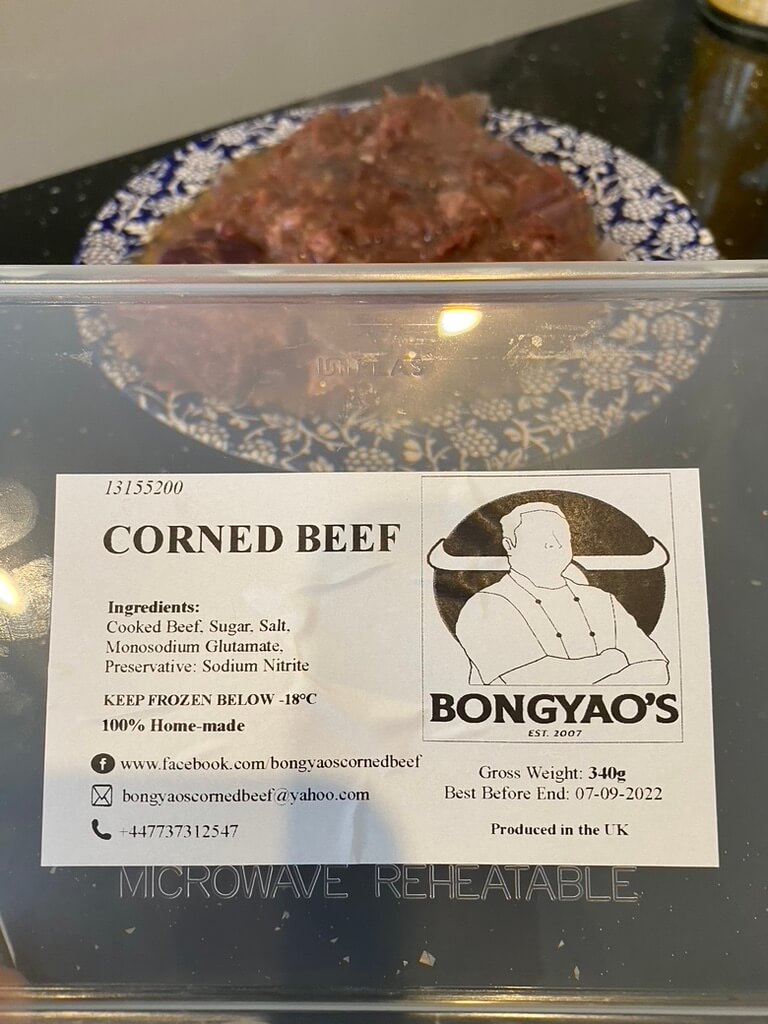 13155200
CORNED BEEF
Ingredients:
Cooked Beef, Sugar, Salt,
Monosodium Glutamate,
Preservative: Sodium Nitrite
KEEP FROZEN BELOW -18°C
100% Home-made
www.facebook.com/bongyaoscornedbeef
bongyaoscornedbeef@yahoo.com
+447737312547
BONGYAO'S
EST. 2007
Gross Weight: 340g
Best Before End: 07-09-2022
Produced in the UK
MICROWAVE REHEATABLE